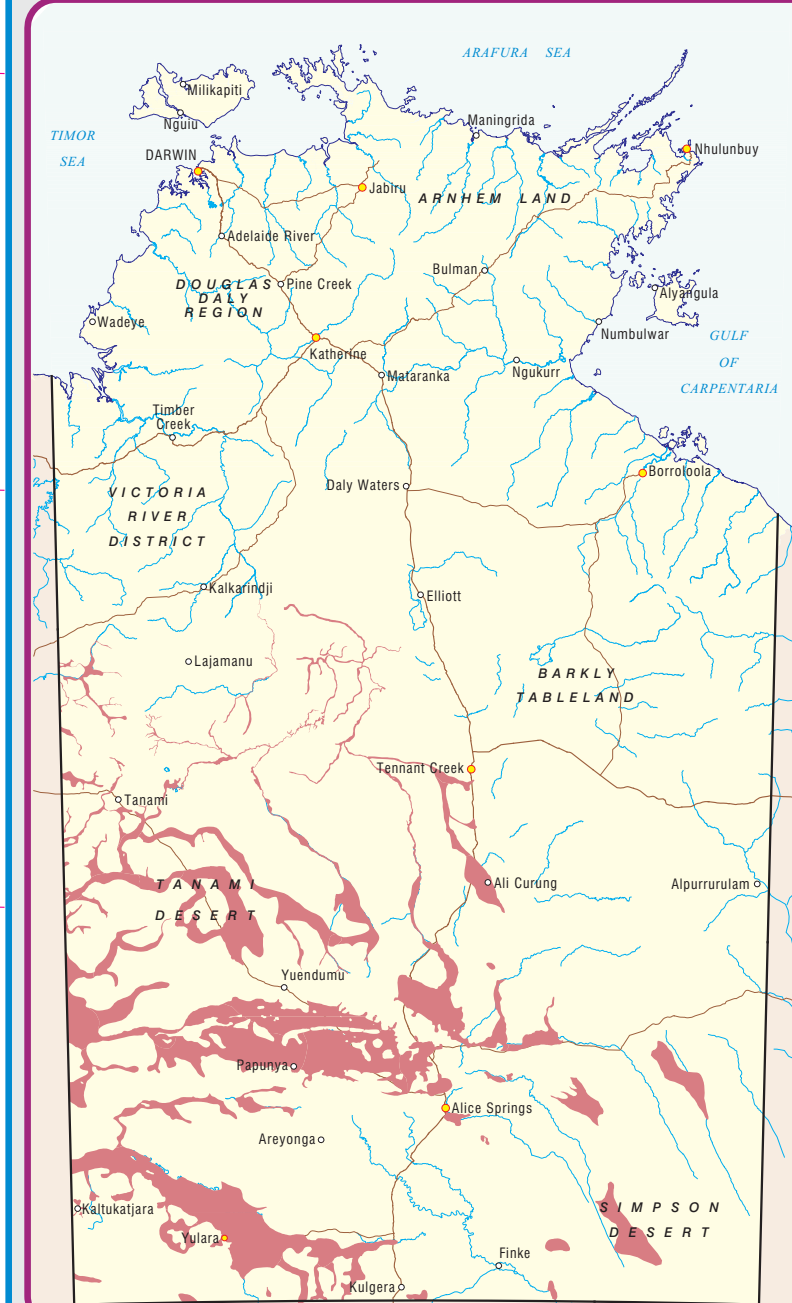 ARAFURA SEA
Milikapiti
Nguiu
Maningrida
TIMOR
SEA
DARWIN
Nhulunbuy
Jabiru
ARNHEM LAND
Adelaide River
Bulman
DOUGLAS
DALY
REGION
Pine Creek
Alyangula
Wadeye
Numbulwar
GULF
OF
CARPENTARIA
Katherine
Mataranka
Ngukurr
Timber
Creek
Borroloola
Daly Waters
VICTORIA
RIVER
DISTRICT
Kalkarindji
Elliott
Lajamanu
BARKLY
TABLELAND
Tennant Creek
Tanami
TANAMI
DESERT
Ali Curung
Alpurrurulam
Yuendumu
Papunya
Alice Springs
Areyonga
Kaltukatjara
SIMPSON
DESERT
Yulara
Finke
Kulgera